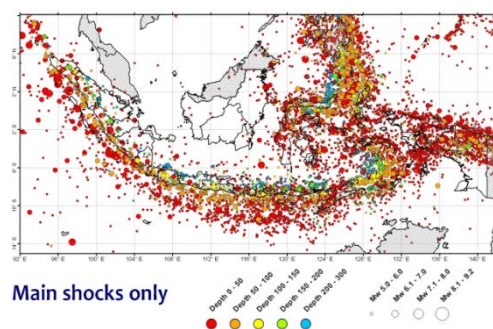 92°E 96°E 100°E 104°E 108°E 112°E 116°E 120°E 124°E 128°E 132°E 136°E 140°E
Main shocks only
Depth 0 - 50
Depth 50 - 100
Depth 100 - 150
Depth 150 - 200
Depth 200 - 300
Mw 5.0 - 6.0
Mw 6.1 - 7.0
Mw 7.1 - 8.0
Mw 8.1 - 9.2